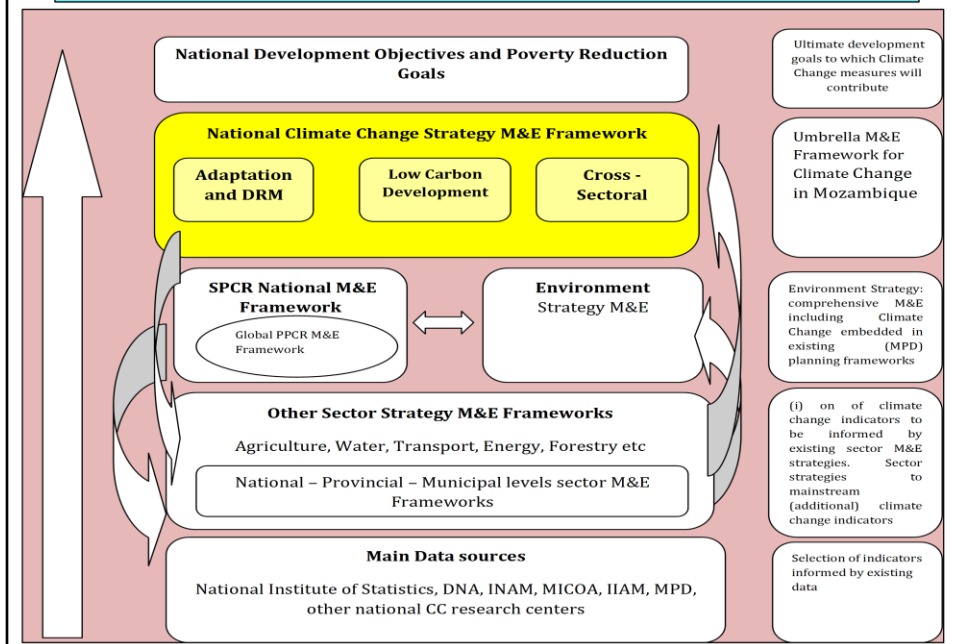 National Development Objectives and Poverty Reduction
Goals
Ultimate development
goals to which Climate
Change measures will
contribute
National Climate Change Strategy M&E Framework
Adaptation
and DRM
Low Carbon
Development
Cross -
Sectoral
Umbrella M&E
Framework for
Climate Change
in Mozambique
SPCR National M&E
Framework
Global PPCR M&E
Framework
Environment
Strategy M&E
Environment Strategy:
comprehensive M&E
including Climate
Change embedded in
existing (MPD)
planning frameworks
Other Sector Strategy M&E Frameworks
Agriculture, Water, Transport, Energy, Forestry etc
National – Provincial – Municipal levels sector M&E
Frameworks
(i) on of climate
change indicators to
be informed by
existing sector M&E
strategies. Sector
strategies to
mainstream
(additional) climate
change indicators
Main Data sources
National Institute of Statistics, DNA, INAM, MICOA, IIAM, MPD,
other national CC research centers
Selection of indicators
informed by existing
data